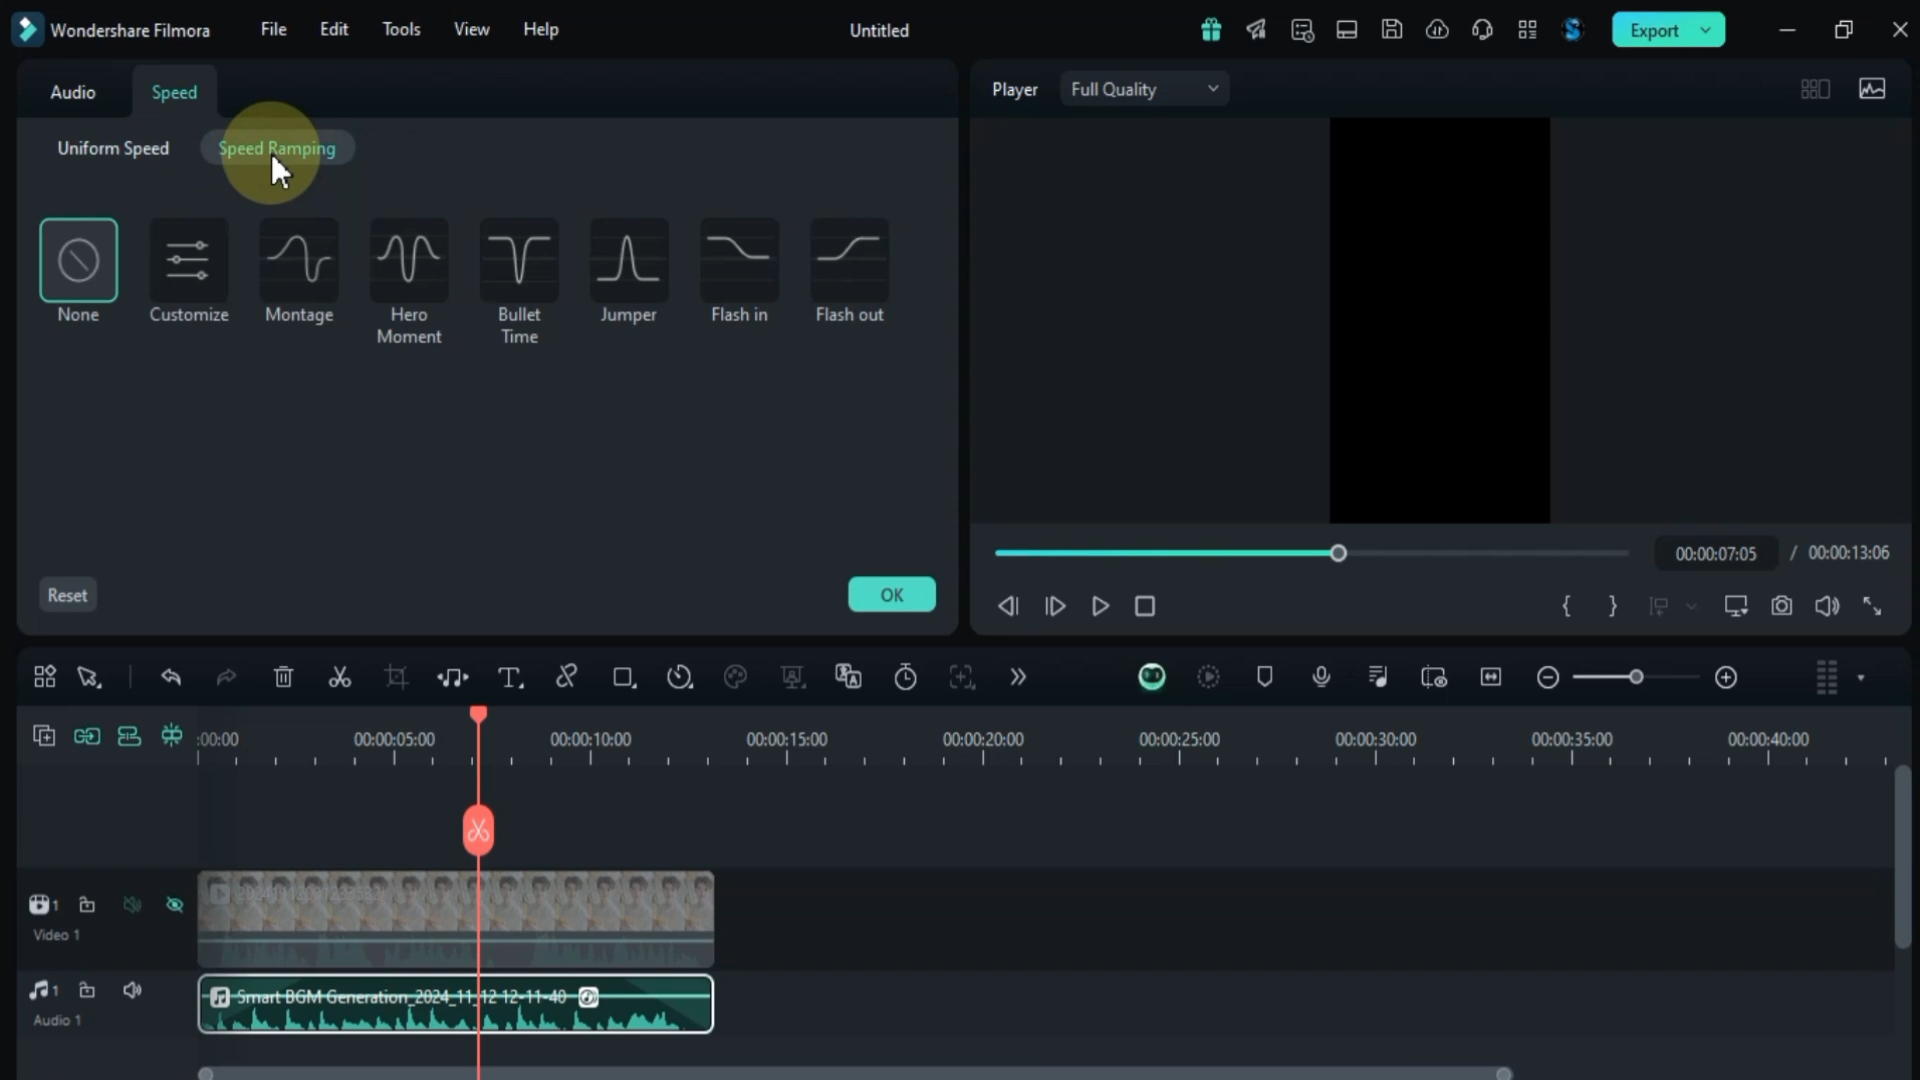 Wondershare Filmora
File
Edit
Tools
View
Help
Untitled
Export
Audio
Speed
Player
Full Quality
Uniform Speed
Speed Ramping
None
Customize
Montage
Hero
Moment
Bullet
Time
Jumper
Flash in
Flash out
Reset
OK
00:00:07:05 / 00:00:13:06
:00:00
00:00:05:00
00:00:10:00
00:00:15:00
00:00:20:00
00:00:25:00
00:00:30:00
00:00:35:00
00:00:40:00
1
Video 1
1
Smart BGM Generation_2024_11_12 12-11-40
Audio 1